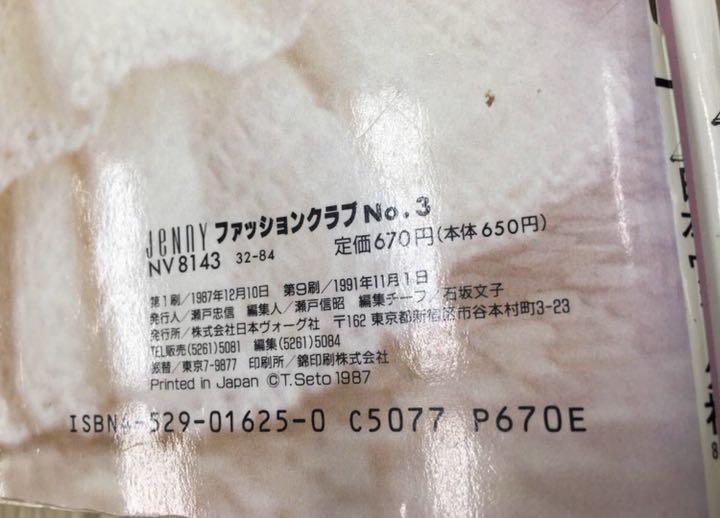 JeNNY ファッションクラブ No.3
NV8143 32-84 定価670円(本体650円)
第1刷/1987年12月10日 第9刷/1991年11月1日
発行人/瀬戸忠信 編集人/瀬戸信昭 編集チーフ/石坂文子
発行所/株式会社日本ヴォーグ社 〒162 東京都新宿区市谷本村町3-23
TEL販売(5261)5081 編集(5261)5084
振替/東京7-9877 印刷所/錦印刷株式会社
Printed in Japan ©T.Seto 1987
ISBN4-529-01625-0 C5077 P670E